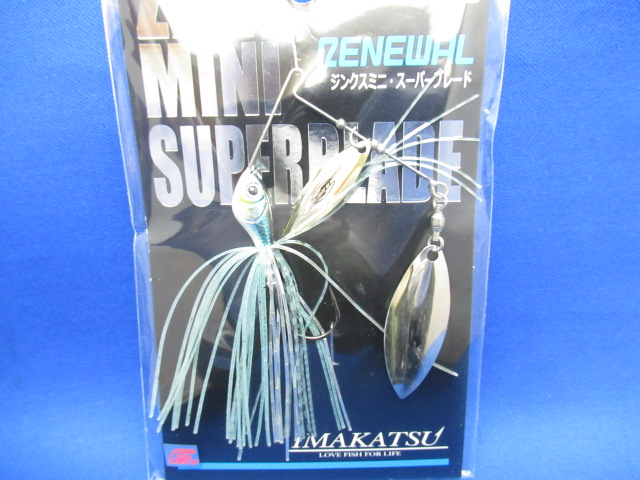 RENEWAL
ジンクスミニ・スーパーブレード
MINI
SUPERBLADE
IMAKATSU
LOVE FISH FOR LIFE